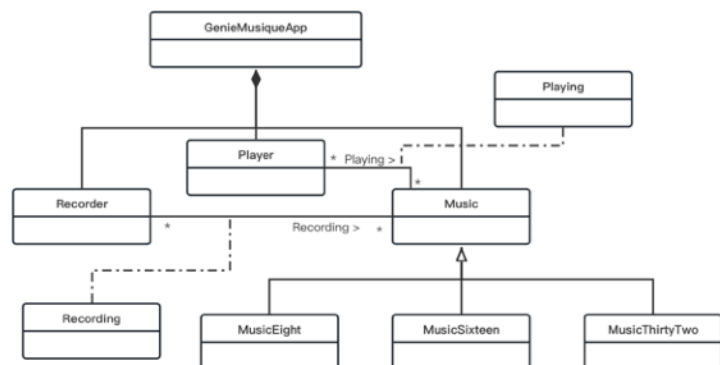 GenieMusiqueApp
Playing
Player
* Playing >
*
Recorder
Music
*
Recording > *
Recording
MusicEight
MusicSixteen
MusicThirtyTwo